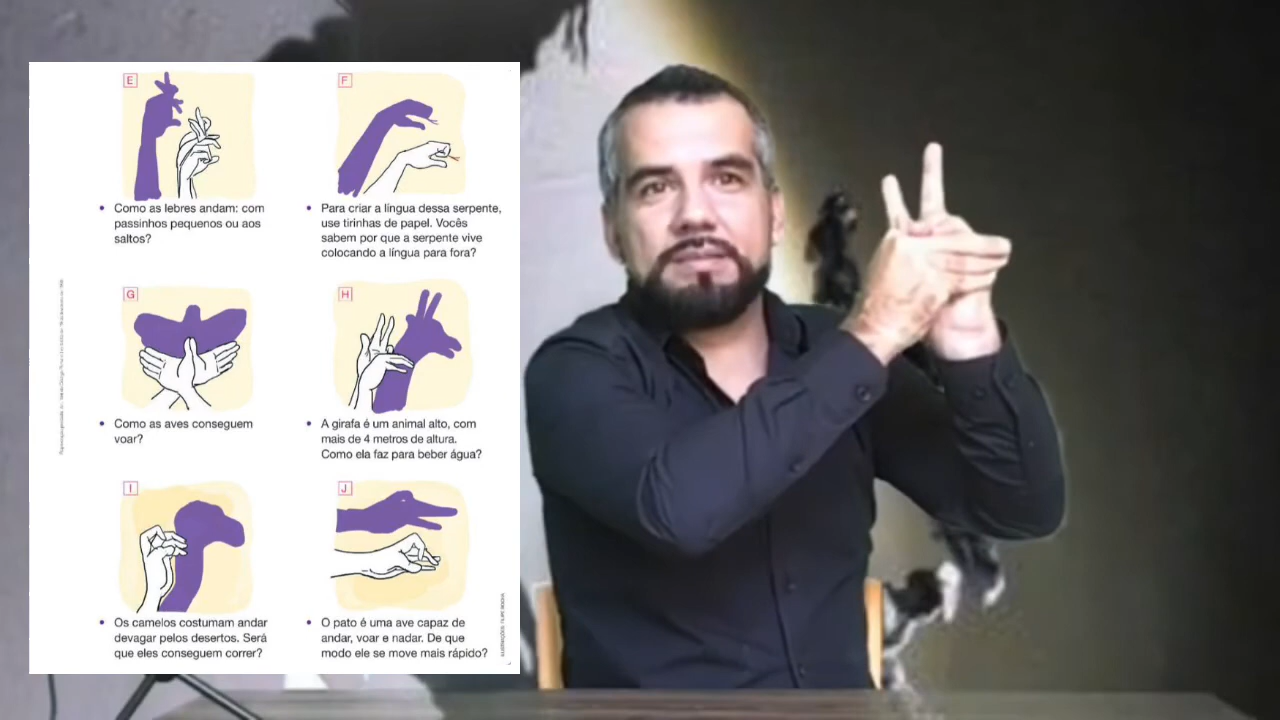 E
Como as lebres andam: com
passinhos pequenos ou aos
saltos?
F
Para criar a língua dessa serpente,
use tirinhas de papel. Vocês
sabem por que a serpente vive
colocando a língua para fora?
G
Como as aves conseguem
voar?
H
A girafa é um animal alto, com
mais de 4 metros de altura.
Como ela faz para beber água?
I
Os camelos costumam andar
devagar pelos desertos. Será
que eles conseguem correr?
J
O pato é uma ave capaz de
andar, voar e nadar. De que
modo ele se move mais rápido?